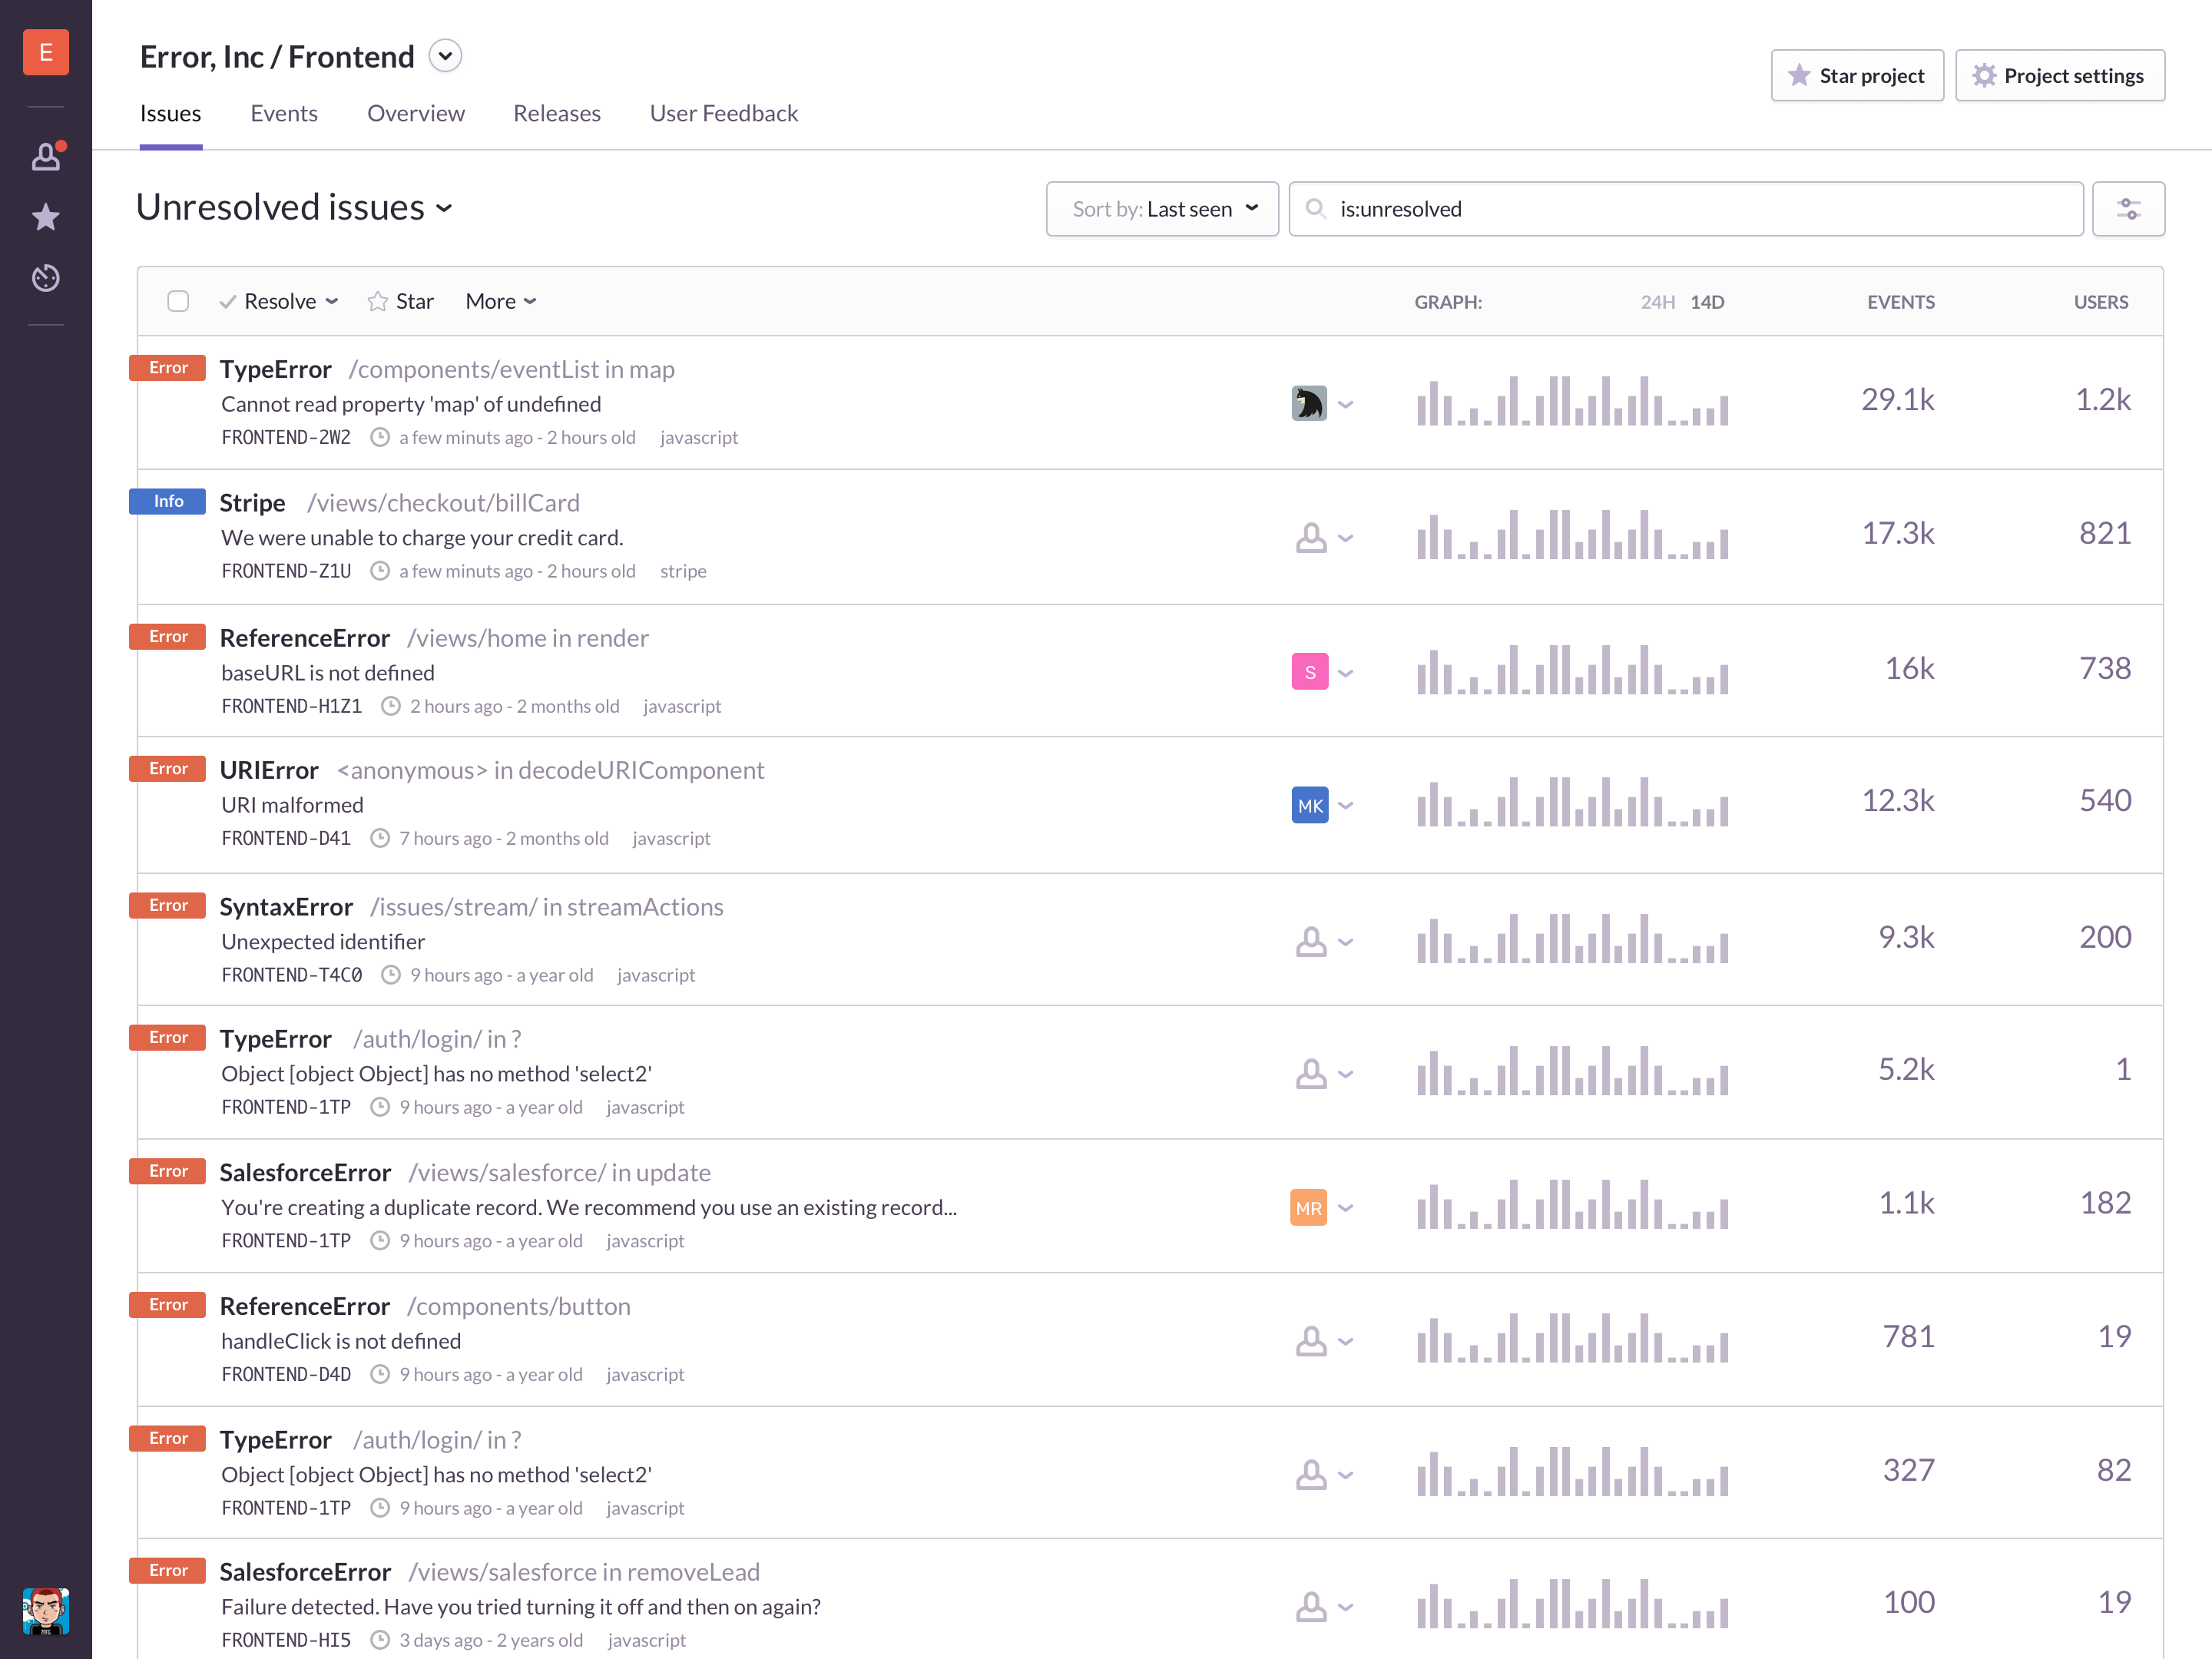 E
Error, Inc / Frontend
Star project
Project settings
Issues Events Overview Releases User Feedback
Unresolved issues
Sort by: Last seen
is:unresolved
Resolve Star More GRAPH: 24H 14D EVENTS USERS
Error TypeError /components/eventList in map
Cannot read property 'map' of undefined
FRONTEND-2W2 a few minuts ago - 2 hours old javascript
29.1k 1.2k
Info Stripe /views/checkout/billCard
We were unable to charge your credit card.
FRONTEND-Z1U a few minuts ago - 2 hours old stripe
17.3k 821
Error ReferenceError /views/home in render
baseURL is not defined
FRONTEND-H1Z1 2 hours ago - 2 months old javascript
S 16k 738
Error URIError <anonymous> in decodeURIComponent
URI malformed
FRONTEND-D41 7 hours ago - 2 months old javascript
MK 12.3k 540
Error SyntaxError /issues/stream/ in streamActions
Unexpected identifier
FRONTEND-T4C0 9 hours ago - a year old javascript
9.3k 200
Error TypeError /auth/login/ in ?
Object [object Object] has no method 'select2'
FRONTEND-1TP 9 hours ago - a year old javascript
5.2k 1
Error SalesforceError /views/salesforce/ in update
You're creating a duplicate record. We recommend you use an existing record...
FRONTEND-1TP 9 hours ago - a year old javascript
MR 1.1k 182
Error ReferenceError /components/button
handleClick is not defined
FRONTEND-D4D 9 hours ago - a year old javascript
781 19
Error TypeError /auth/login/ in ?
Object [object Object] has no method 'select2'
FRONTEND-1TP 9 hours ago - a year old javascript
327 82
Error SalesforceError /views/salesforce in removeLead
Failure detected. Have you tried turning it off and then on again?
FRONTEND-HI5 3 days ago - 2 years old javascript
100 19